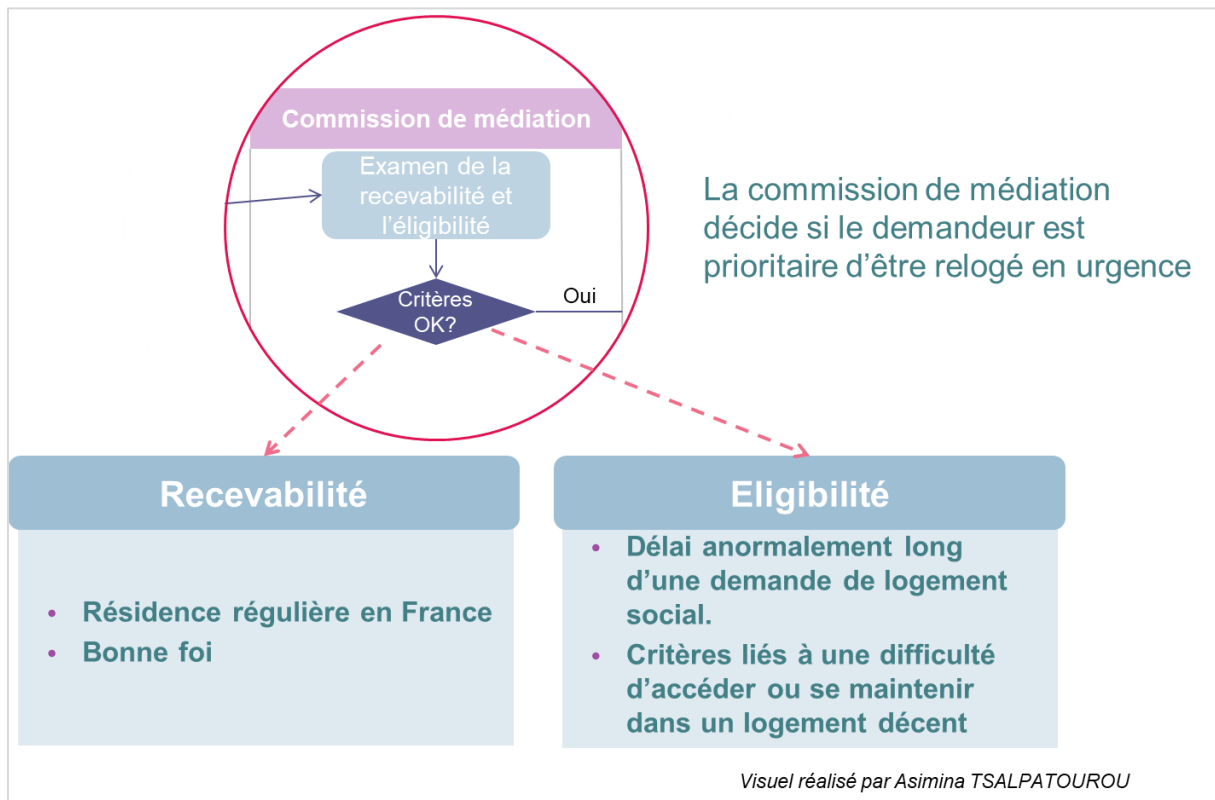 Commission de médiation
Examen de la
recevabilité et
l'éligibilité
Critères
OK?
Oui
La commission de médiation
décide si le demandeur est
prioritaire d'être relogé en urgence
Recevabilité
• Résidence régulière en France
• Bonne foi
Eligibilité
• Délai anormalement long
d'une demande de logement
social.
• Critères liés à une difficulté
d'accéder ou se maintenir
dans un logement décent
Visuel réalisé par Asimina TSALPATOUROU